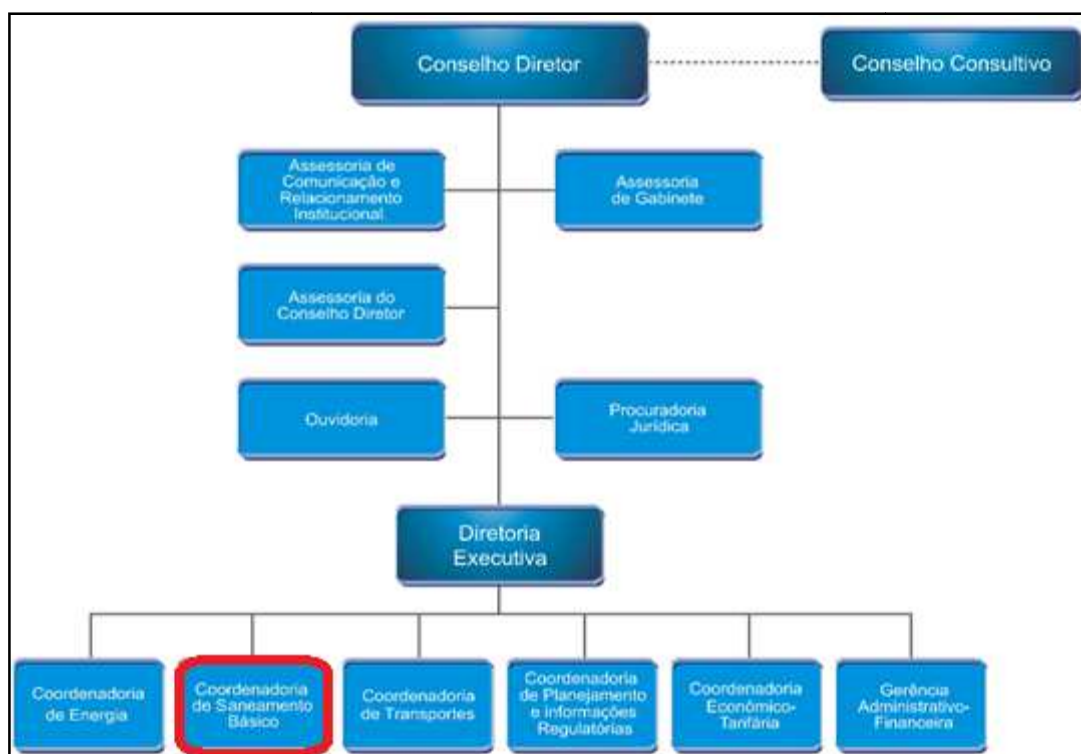 Conselho Diretor
Conselho Consultivo
Assessoria de
Comunicação e
Relacionamento
Institucional
Assessoria
de Gabinete
Assessoria do
Conselho Diretor
Ouvidoria
Procuradoria
Jurídica
Diretoria
Executiva
Coordenadoria
de Energia
Coordenadoria
de Saneamento
Básico
Coordenadoria
de Transportes
Coordenadoria
de Planejamento
e informações
Regulatórias
Coordenadoria
Econômico-
Tarifária
Gerência
Administrativo-
Financeira